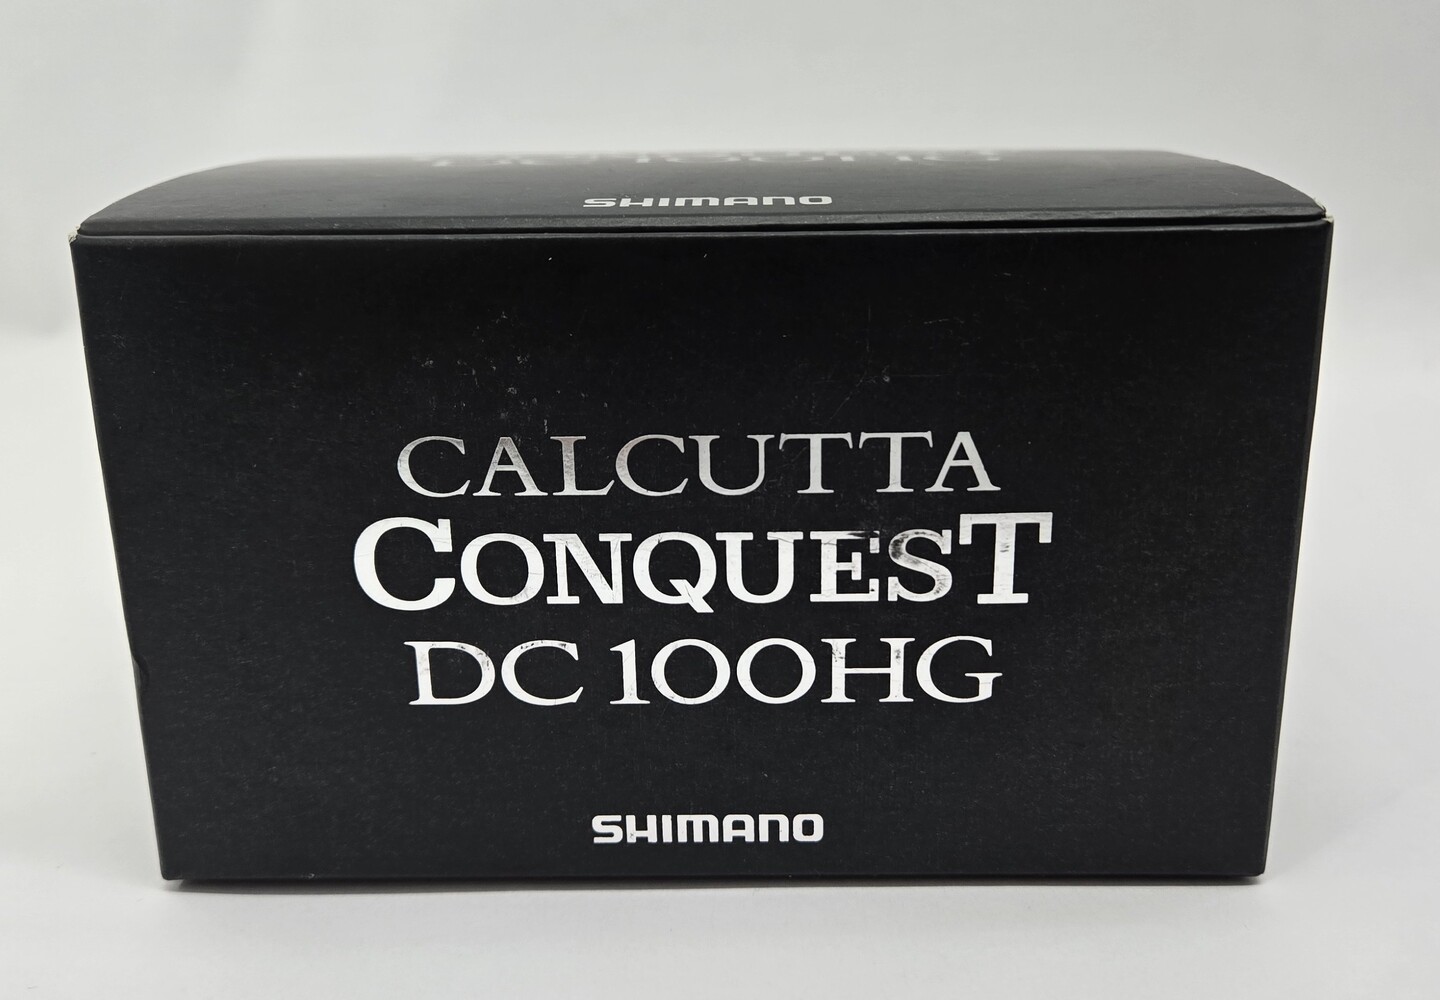 SHIMANO
CALCUTTA
CONQUEST
DC 100HG
SHIMANO